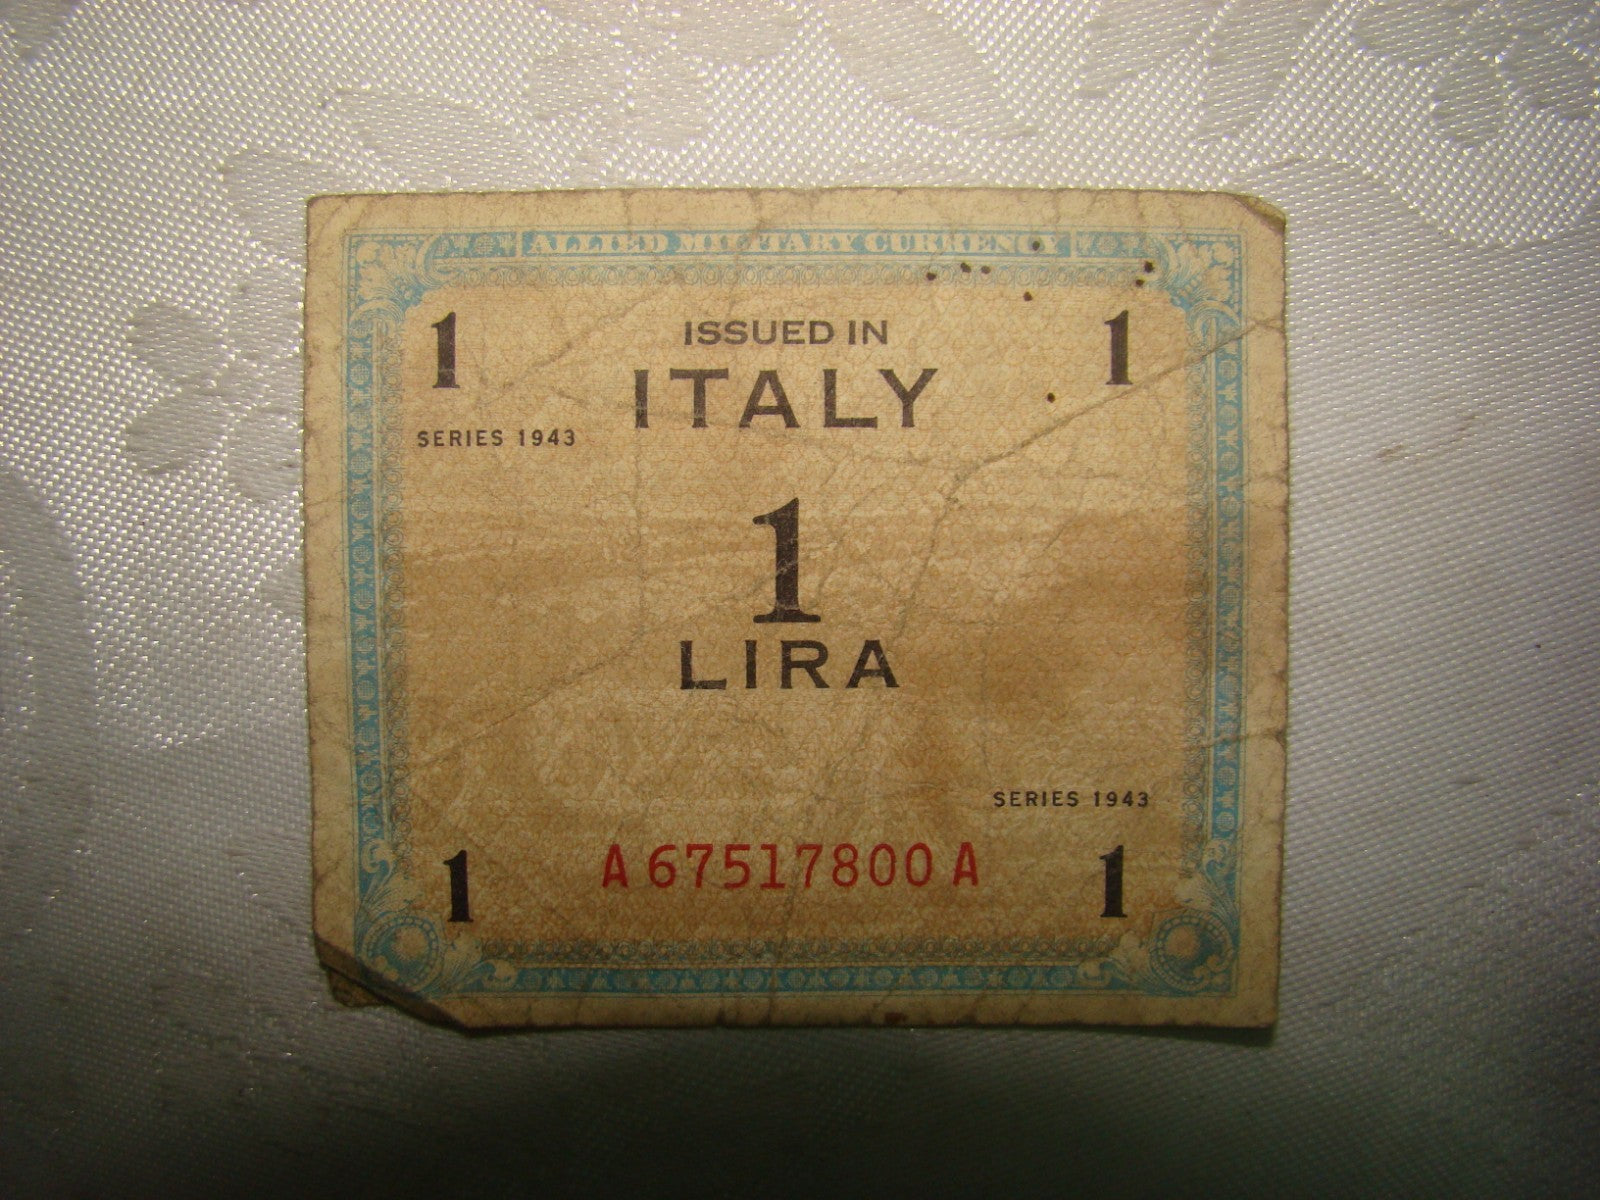 ALLIED MILITARY CURRENCY
1 ISSUED IN 1
ITALY
SERIES 1943
1
LIRA
SERIES 1943
1 A 67517800 A 1